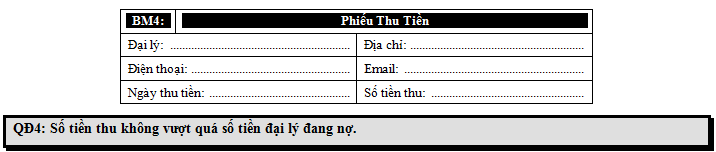 BM4: Phiếu Thu Tiền
Đại lý: ........................................................ Địa chỉ: ......................................................
Điện thoại: .................................................. Email: ........................................................
Ngày thu tiền: ............................................ Số tiền thu: ................................................
QĐ4: Số tiền thu không vượt quá số tiền đại lý đang nợ.